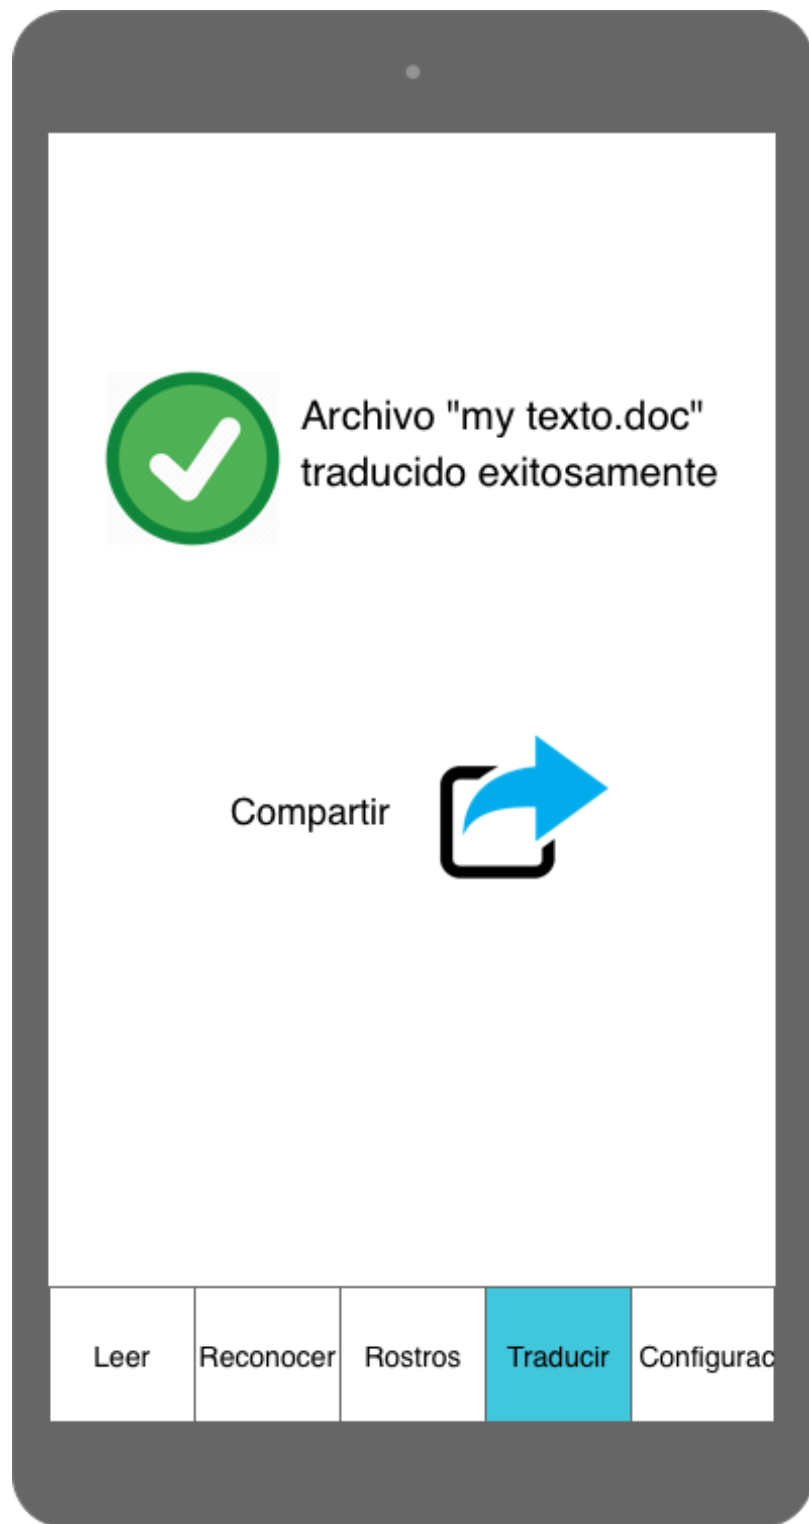 Archivo "my texto.doc"
traducido exitosamente
Compartir
Leer
Reconocer
Rostros
Traducir
Configurac